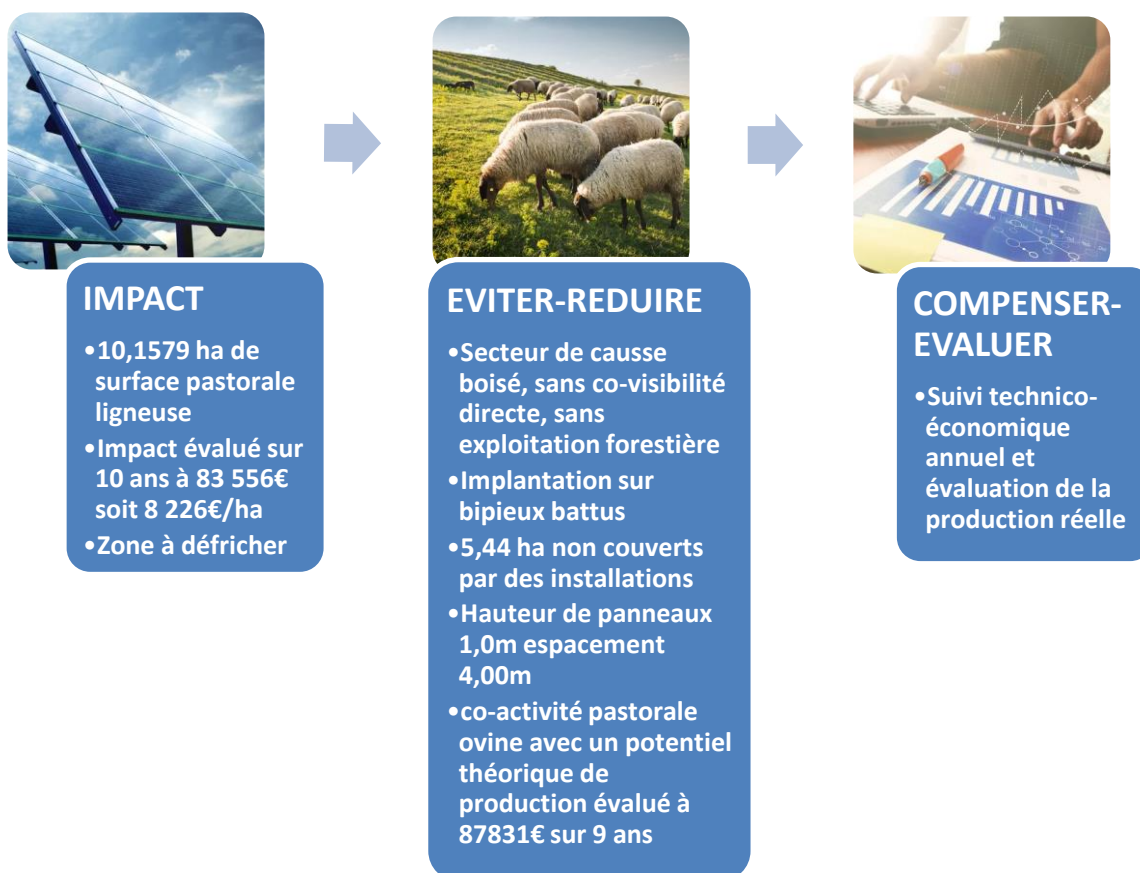 IMPACT
•10,1579 ha de
surface pastorale
ligneuse
•Impact évalué sur
10 ans à 83 556€
soit 8 226€/ha
•Zone à défricher
EVITER-REDUIRE
•Secteur de causse
boisé, sans co-visibilité
directe, sans
exploitation forestière
•Implantation sur
bipieux battus
•5,44 ha non couverts
par des installations
•Hauteur de panneaux
1,0m espacement
4,00m
•co-activité pastorale
ovine avec un potentiel
théorique de
production évalué à
87831€ sur 9 ans
COMPENSER-
EVALUER
•Suivi technico-
économique
annuel et
évaluation de la
production réelle